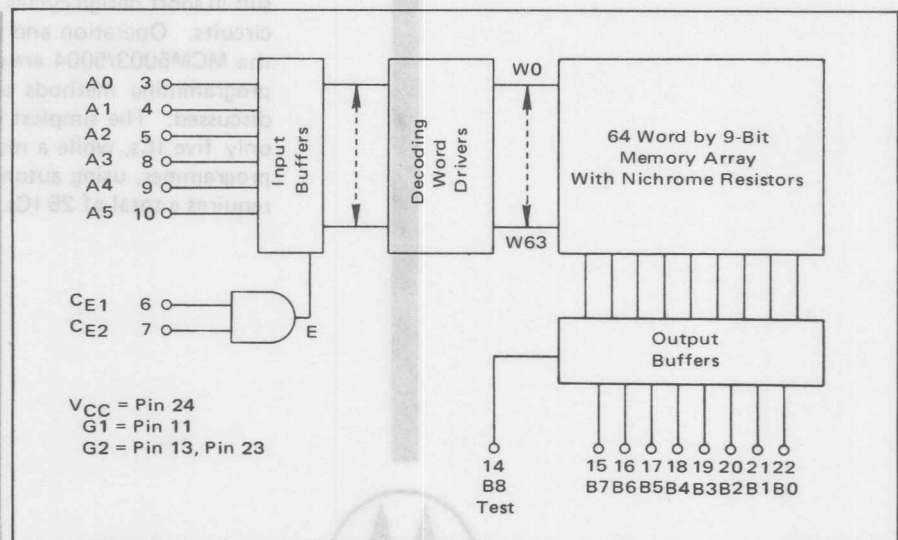 A0 3
A1 4
A2 5
A3 8
A4 9
A5 10
Input
Buffers
Decoding
Word
Drivers
W0
W63
64 Word by 9-Bit
Memory Array
With Nichrome Resistors
CE1 6
CE2 7
E
Output
Buffers
VCC = Pin 24
G1 = Pin 11
G2 = Pin 13, Pin 23
14 15 16 17 18 19 20 21 22
B8 B7 B6 B5 B4 B3 B2 B1 B0
Test